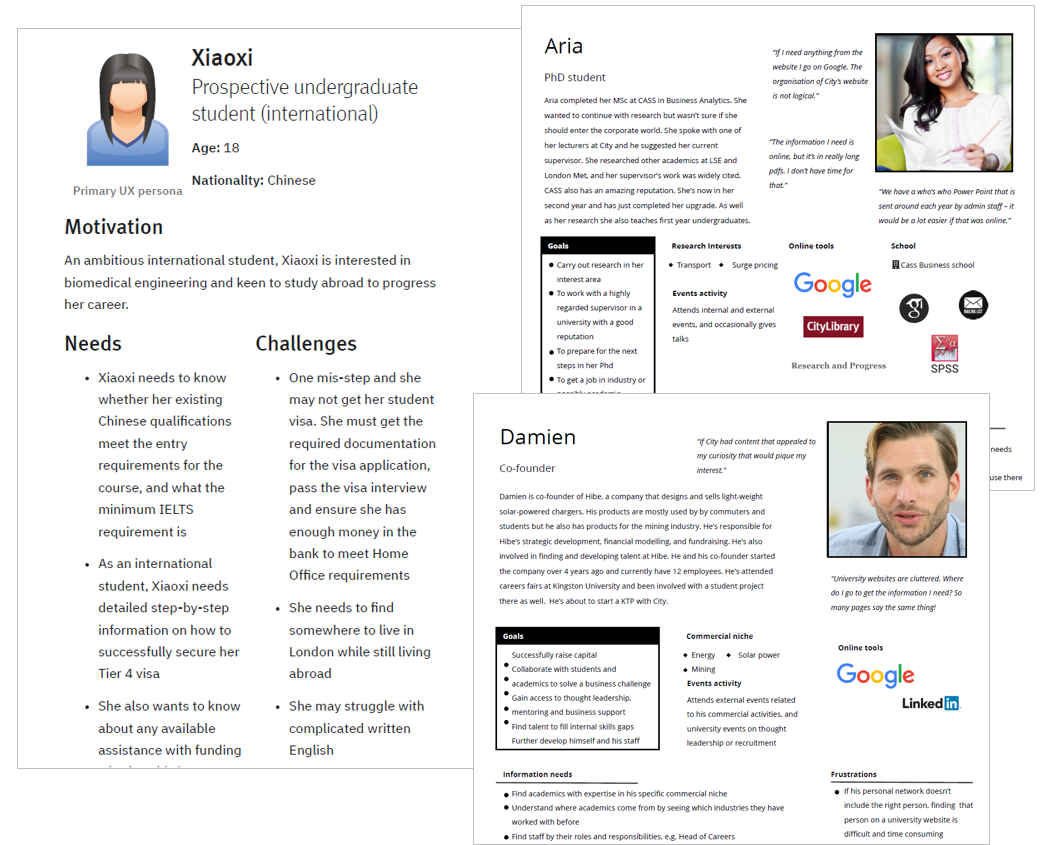 Xiaoxi
Prospective undergraduate
student (international)
Age: 18
Nationality: Chinese
Primary UX persona
Motivation
An ambitious international student, Xiaoxi is interested in
biomedical engineering and keen to study abroad to progress
her career.
Needs
• Xiaoxi needs to know
whether her existing
Chinese qualifications
meet the entry
requirements for the
course, and what the
minimum IELTS
requirement is
• As an international
student, Xiaoxi needs
detailed step-by-step
information on how to
successfully secure her
Tier 4 visa
• She also wants to know
about any available
assistance with funding
Challenges
• One mis-step and she
may not get her student
visa. She must get the
required documentation
for the visa application,
pass the visa interview
and ensure she has
enough money in the
bank to meet Home
Office requirements
• She needs to find
somewhere to live in
London while still living
abroad
• She may struggle with
complicated written
English
Aria
PhD student
Aria completed her MSc at CASS in Business Analytics. She
wanted to continue with research but wasn't sure if she
should enter the corporate world. She spoke with one of
her lecturers at City and he suggested her current
supervisor. She researched other academics at LSE and
London Met, and her supervisor's work was widely cited.
CASS also has an amazing reputation. She's now in her
second year and has just completed her upgrade. As well
as her research she also teaches first year undergraduates.
"If I need anything from the
website I go on Google. The
organisation of City's website
is not logical."
"The information I need is
online, but it's in really long
pdfs. I don't have time for
that."
"We have a who's who Power Point that is
sent around each year by admin staff – it
would be a lot easier if that was online."
Goals
• Carry out research in her
interest area
• To work with a highly
regarded supervisor in a
university with a good
reputation
• To prepare for the next
steps in her Phd
• To get a job in industry or
possibly academia
Research Interests
◆ Transport ◆ Surge pricing
Events activity
Attends internal and external
events, and occasionally gives
talks
Online tools
Google
CityLibrary
Research and Progress
School
Cass Business school
g+
MAILING LIST
Σ α
SPSS
needs
use there
Damien
Co-founder
Damien is co-founder of Hibe, a company that designs and sells light-weight
solar-powered chargers. His products are mostly used by by commuters and
students but he also has products for the mining industry. He's responsible for
Hibe's strategic development, financial modelling, and fundraising. He's also
involved in finding and developing talent at Hibe. He and his co-founder started
the company over 4 years ago and currently have 12 employees. He's attended
careers fairs at Kingston University and been involved with a student project
there as well. He's about to start a KTP with City.
"If City had content that appealed to
my curiosity that would pique my
interest."
"University websites are cluttered. Where
do I go to get the information I need? So
many pages say the same thing!
Goals
Successfully raise capital
• Collaborate with students and
• academics to solve a business challenge
• Gain access to thought leadership,
• mentoring and business support
• Find talent to fill internal skills gaps
Further develop himself and his staff
Commercial niche
◆ Energy ◆ Solar power
◆ Mining
Events activity
Attends external events related
to his commercial activities, and
university events on thought
leadership or recruitment
Online tools
Google
Linked in
Information needs
• Find academics with expertise in his specific commercial niche
• Understand where academics come from by seeing which industries they have
worked with before
• Find staff by their roles and responsibilities, e.g. Head of Careers
Frustrations
• If his personal network doesn't
include the right person, finding that
person on a university website is
difficult and time consuming